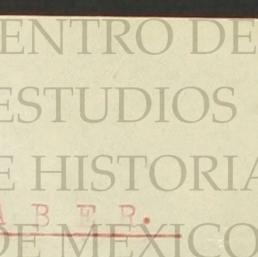 ENTRO DE
ESTUDIOS
E HISTORIA
A B E R.
DE MEXICO